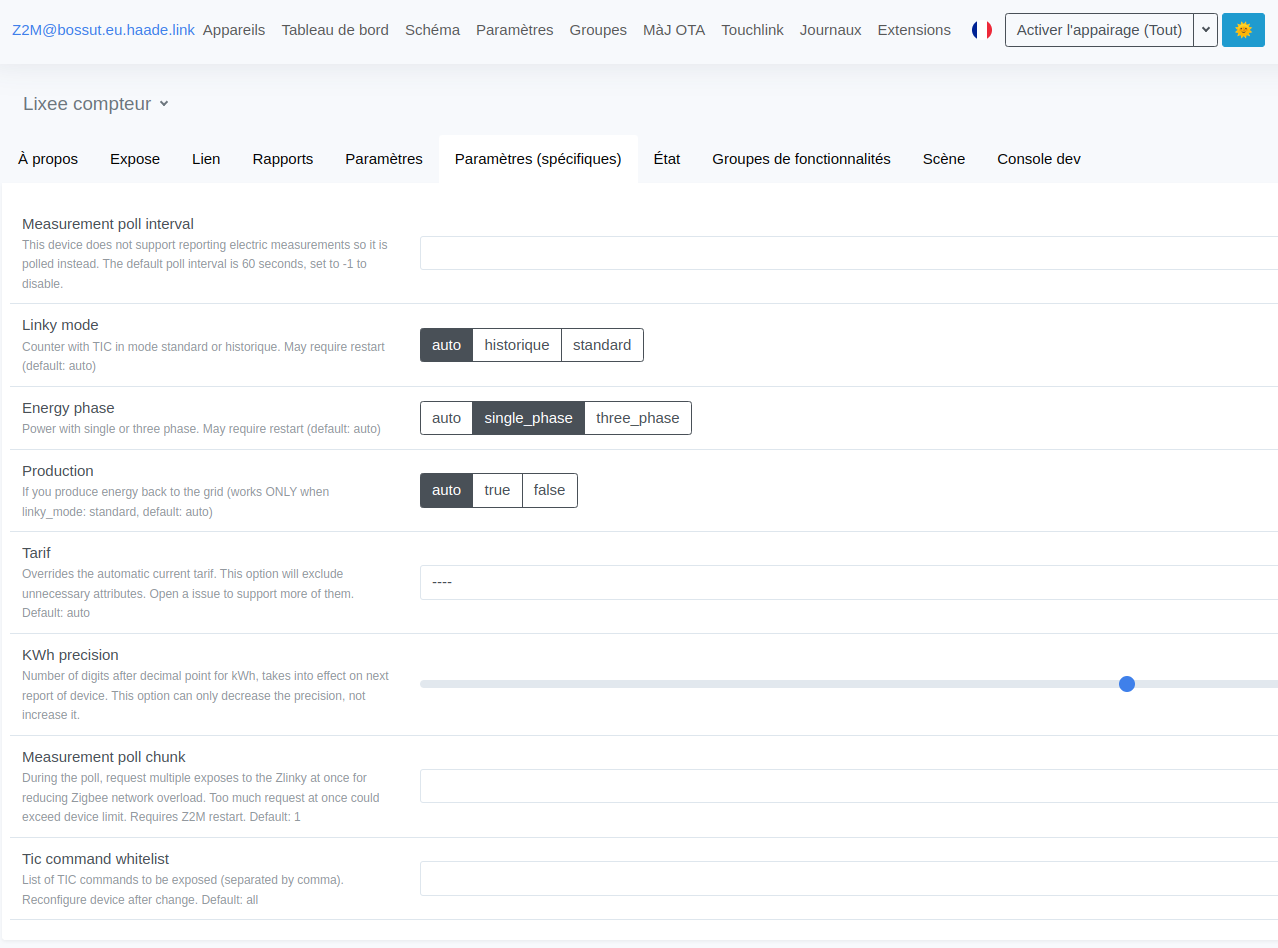 Z2M@bossut.eu.haade.link Appareils Tableau de bord Schéma Paramètres Groupes MàJ OTA Touchlink Journaux Extensions Activer l'appairage (Tout)
Lixee compteur
À propos Expose Lien Rapports Paramètres Paramètres (spécifiques) État Groupes de fonctionnalités Scène Console dev
Measurement poll interval
This device does not support reporting electric measurements so it is
polled instead. The default poll interval is 60 seconds, set to -1 to
disable.
Linky mode
Counter with TIC in mode standard or historique. May require restart
(default: auto)
auto historique standard
Energy phase
Power with single or three phase. May require restart (default: auto)
auto single_phase three_phase
Production
If you produce energy back to the grid (works ONLY when
linky_mode: standard, default: auto)
auto true false
Tarif
Overrides the automatic current tarif. This option will exclude
unnecessary attributes. Open a issue to support more of them.
Default: auto
----
KWh precision
Number of digits after decimal point for kWh, takes into effect on next
report of device. This option can only decrease the precision, not
increase it.
Measurement poll chunk
During the poll, request multiple exposes to the Zlinky at once for
reducing Zigbee network overload. Too much request at once could
exceed device limit. Requires Z2M restart. Default: 1
Tic command whitelist
List of TIC commands to be exposed (separated by comma).
Reconfigure device after change. Default: all